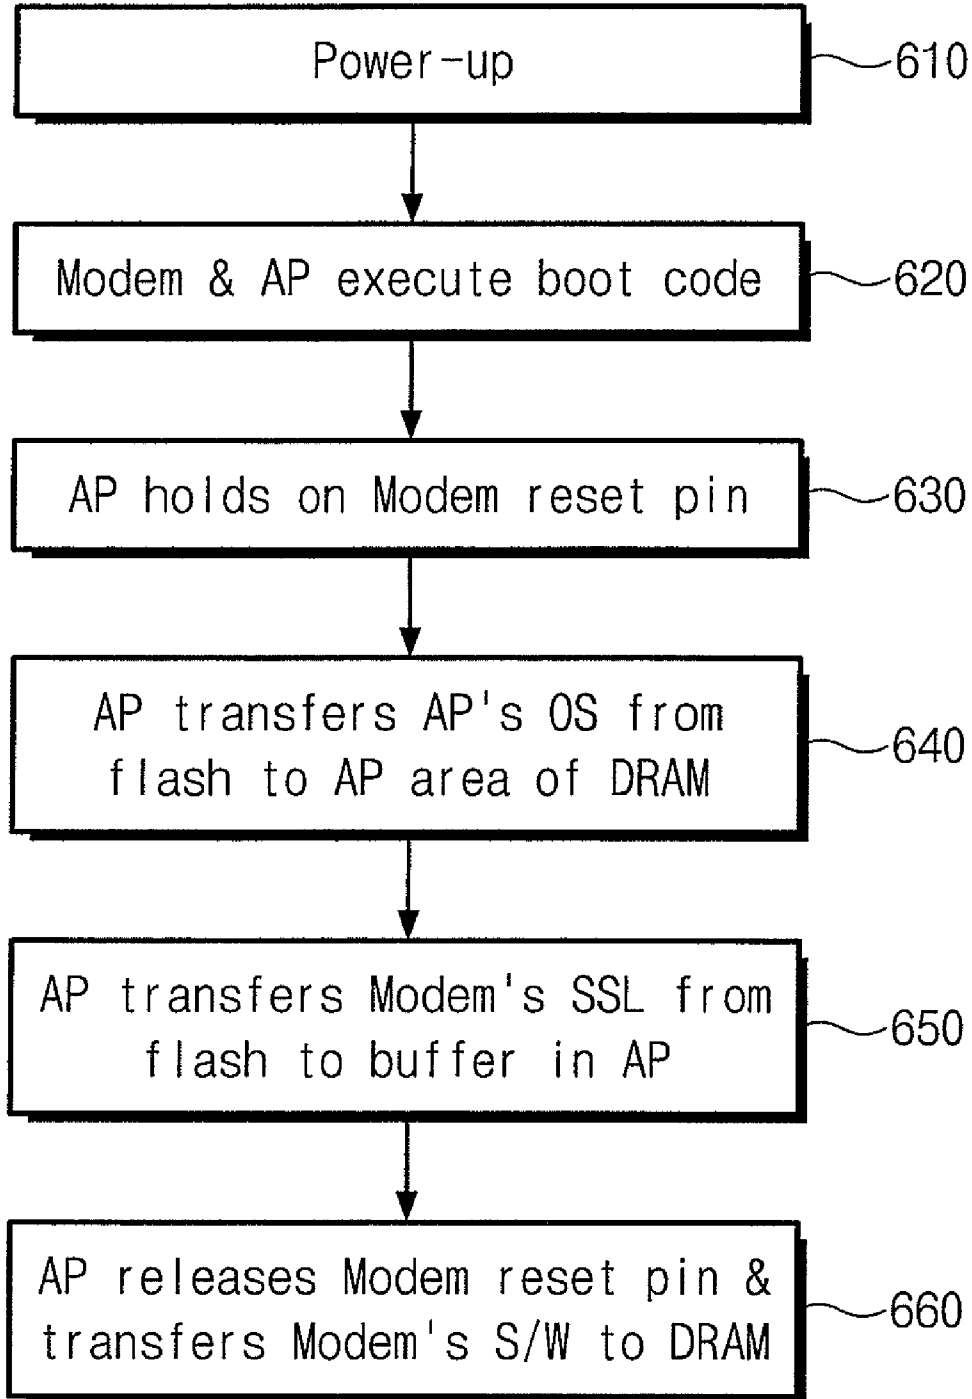 Power-up
610
Modem & AP execute boot code
620
AP holds on Modem reset pin
630
AP transfers AP's OS from
flash to AP area of DRAM
640
AP transfers Modem's SSL from
flash to buffer in AP
650
AP releases Modem reset pin &
transfers Modem's S/W to DRAM
660